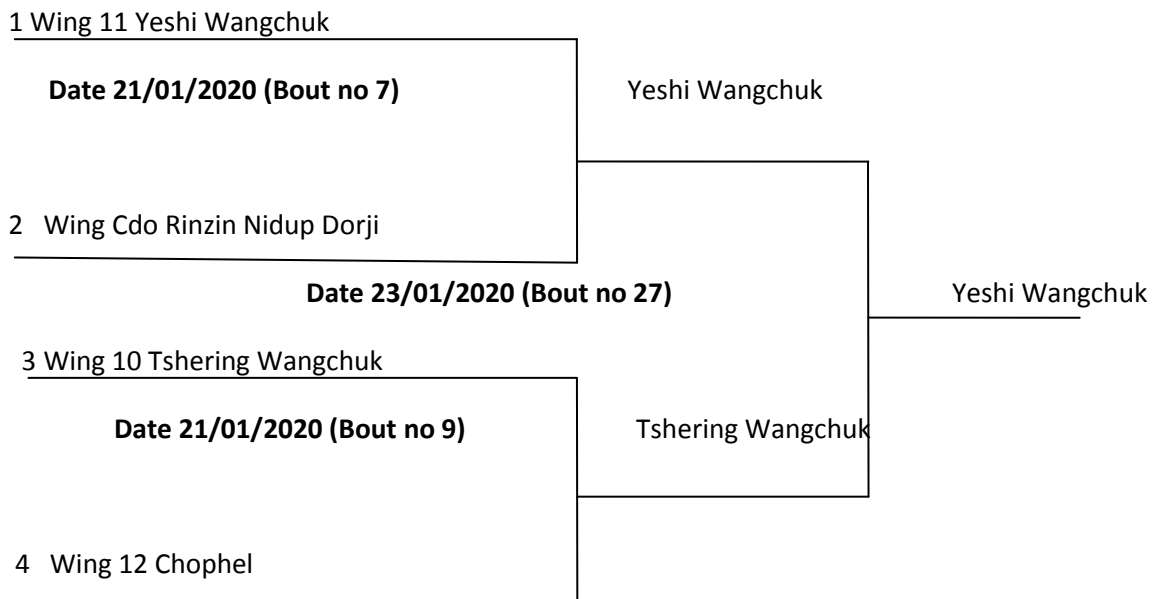 1 Wing 11 Yeshi Wangchuk
Date 21/01/2020 (Bout no 7)
Yeshi Wangchuk
2 Wing Cdo Rinzin Nidup Dorji
Date 23/01/2020 (Bout no 27)
Yeshi Wangchuk
3 Wing 10 Tshering Wangchuk
Date 21/01/2020 (Bout no 9)
Tshering Wangchuk
4 Wing 12 Chophel